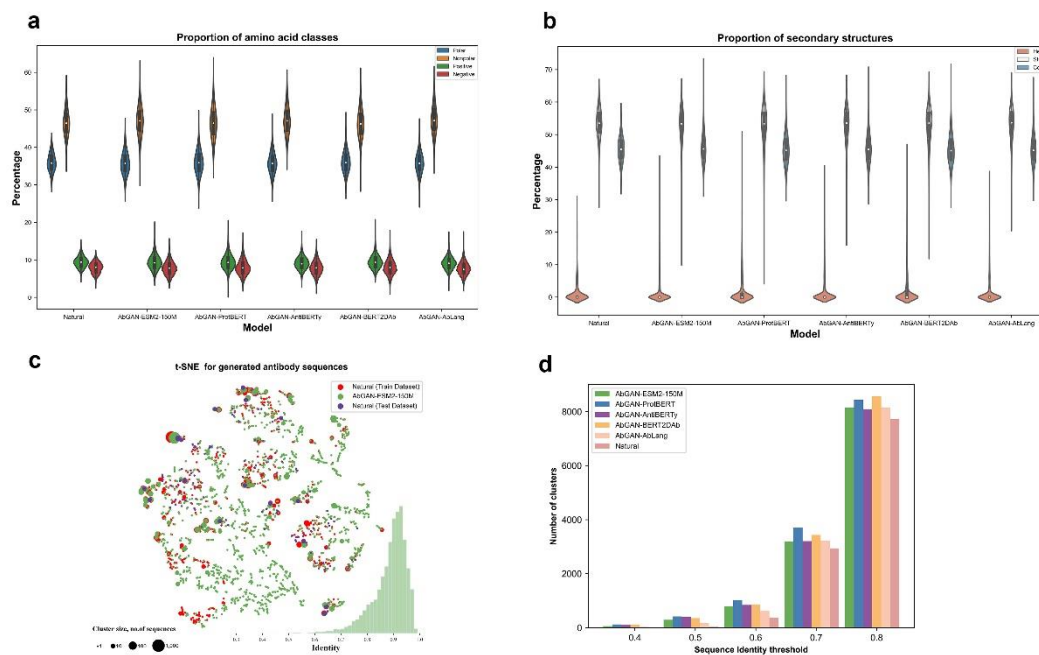 a
Proportion of amino acid classes
Polar
Nonpolar
Positive
Negative
60
50
40
30
20
10
0
Percentage
Natural AbGAN-ESM2-150M AbGAN-ProtBERT AbGAN-AntiBERTy AbGAN-BERT2DAb AbGAN-AbLang
Model
b
Proportion of secondary structures
He
St
Co
70
60
50
40
30
20
10
0
Percentage
Natural AbGAN-ESM2-150M AbGAN-ProtBERT AbGAN-AntiBERTy AbGAN-BERT2DAb AbGAN-AbLang
Model
c
t-SNE for generated antibody sequences
Natural (Train Dataset)
AbGAN-ESM2-150M
Natural (Test Dataset)
Cluster size, no.of sequences
Identity
d
AbGAN-ESM2-150M
AbGAN-ProtBERT
AbGAN-AntiBERTy
AbGAN-BERT2DAb
AbGAN-AbLang
Natural
8000
6000
4000
2000
0
Number of clusters
0.4 0.5 0.6 0.7 0.8
Sequence identity threshold